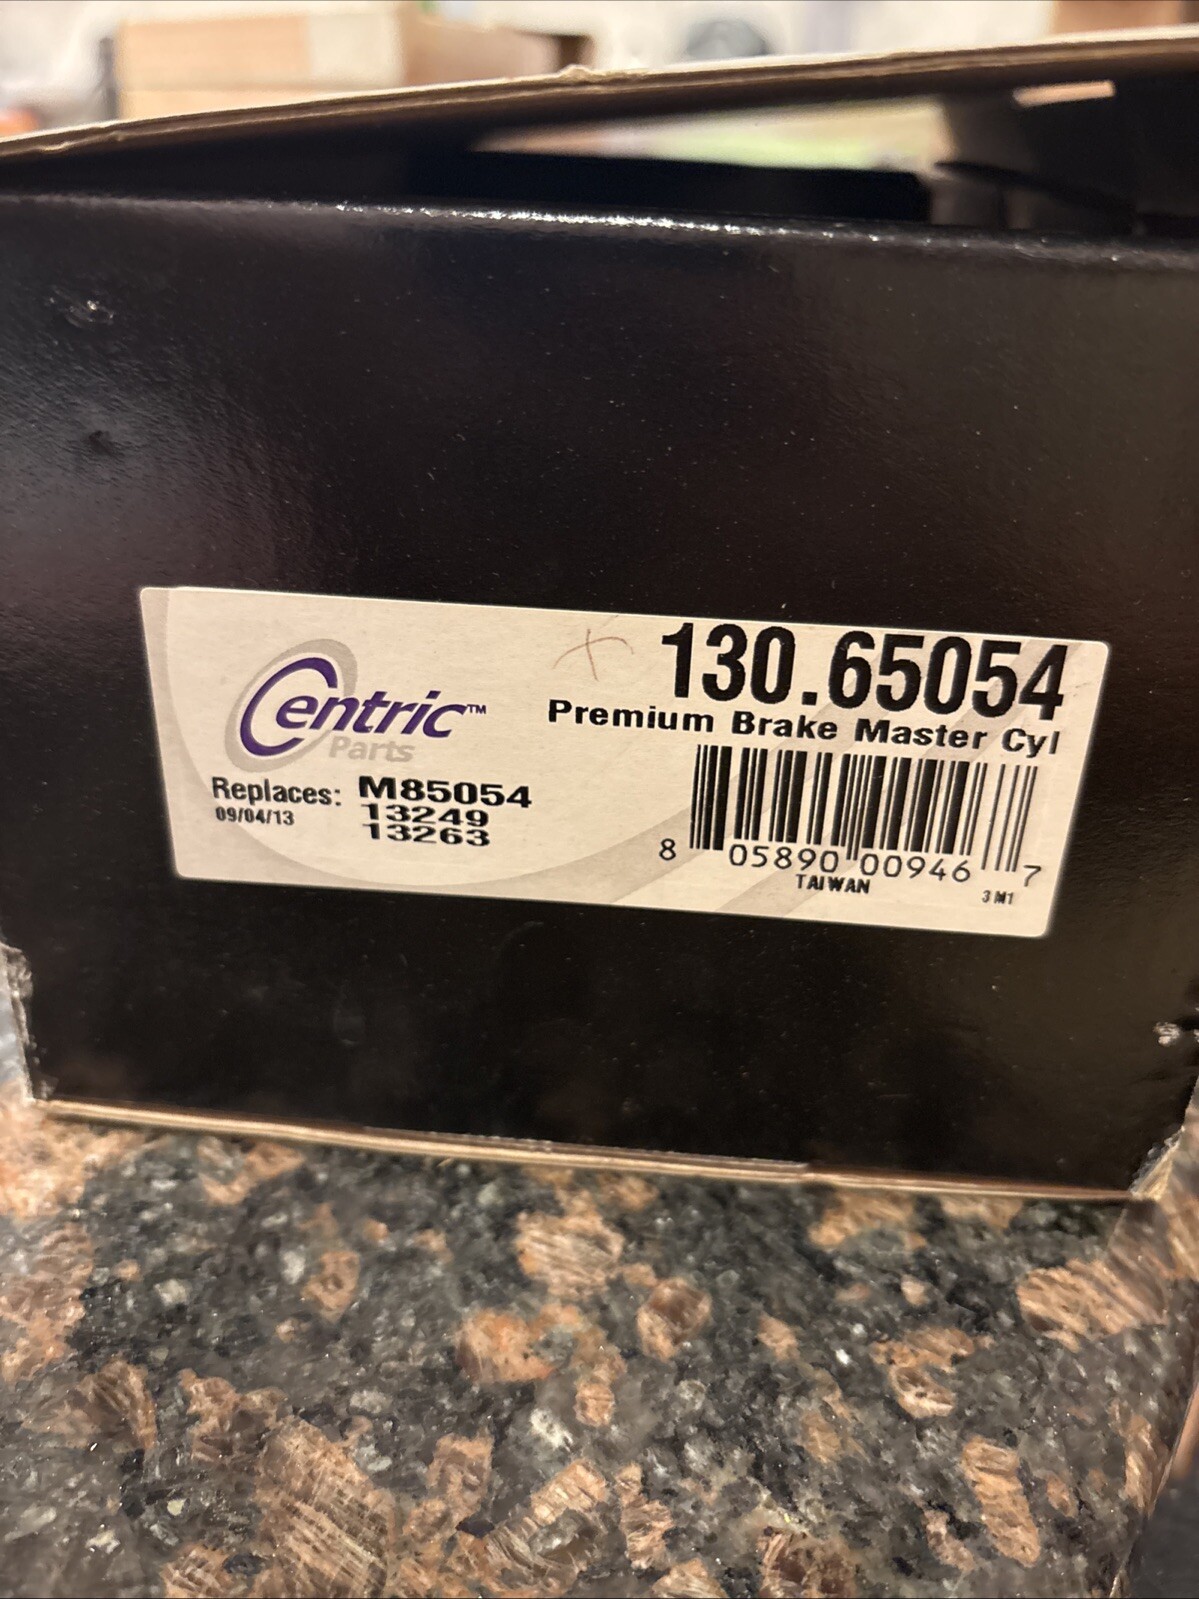 Centric™
Parts
130.65054
Premium Brake Master Cyl
Replaces: M85054
09/04/13 13249
13263
8 05890 00946 7
TAIWAN
3M1